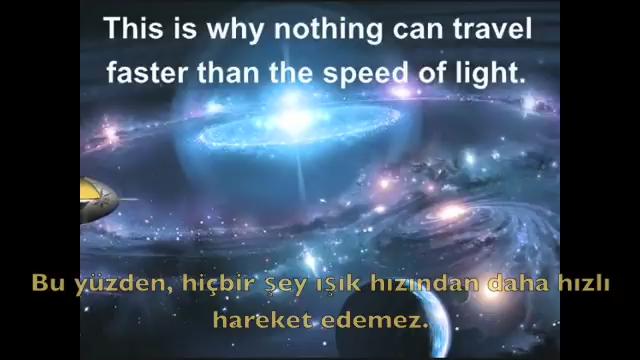 This is why nothing can travel
faster than the speed of light.
Bu yüzden, hiçbir şey ışık hızından daha hızlı
hareket edemez.